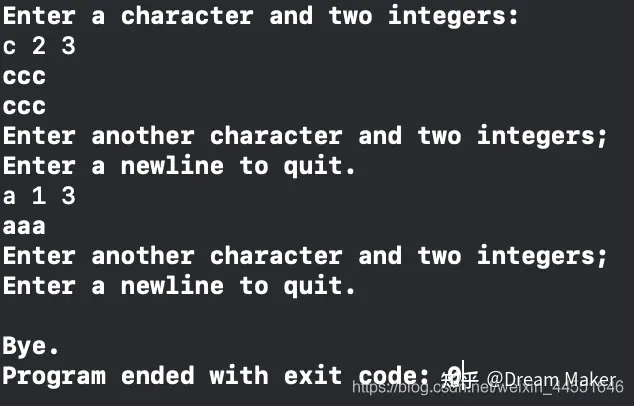 Enter a character and two integers:
c 2 3
ccc
ccc
Enter another character and two integers;
Enter a newline to quit.
a 1 3
aaa
Enter another character and two integers;
Enter a newline to quit.
Bye.
Program ended with exit code: 0
知乎 @Dream Maker
https://blog.csdn.net/weixin_44551646